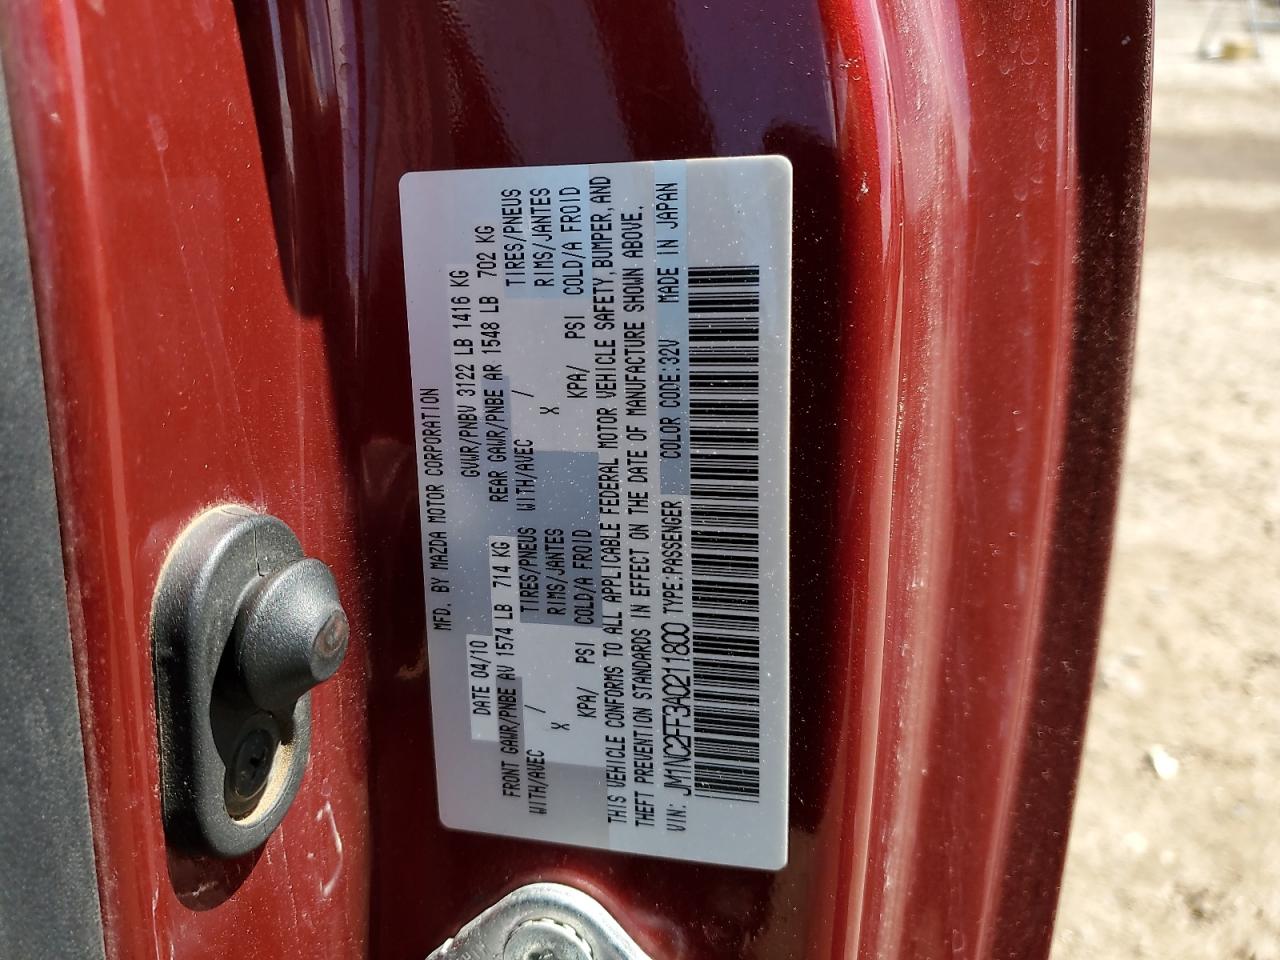 MFD. BY MAZDA MOTOR CORPORATION
DATE 04/10 GVWR/PNBV 3122 LB 1416 KG
FRONT GAWR/PNBE AV 1574 LB 714 KG REAR GAWR/PNBE AR 1548 LB 702 KG
WITH/AVEC / TIRES/PNEUS WITH/AVEC / TIRES/PNEUS
X RIMS/JANTES X RIMS/JANTES
KPA/ PSI COLD/A FROID KPA/ PSI COLD/A FROID
THIS VEHICLE CONFORMS TO ALL APPLICABLE FEDERAL MOTOR VEHICLE SAFETY, BUMPER, AND
THEFT PREVENTION STANDARDS IN EFFECT ON THE DATE OF MANUFACTURE SHOWN ABOVE.
VIN: JM1NC2FF3A0211800 TYPE:PASSENGER COLOR CODE:32V MADE IN JAPAN